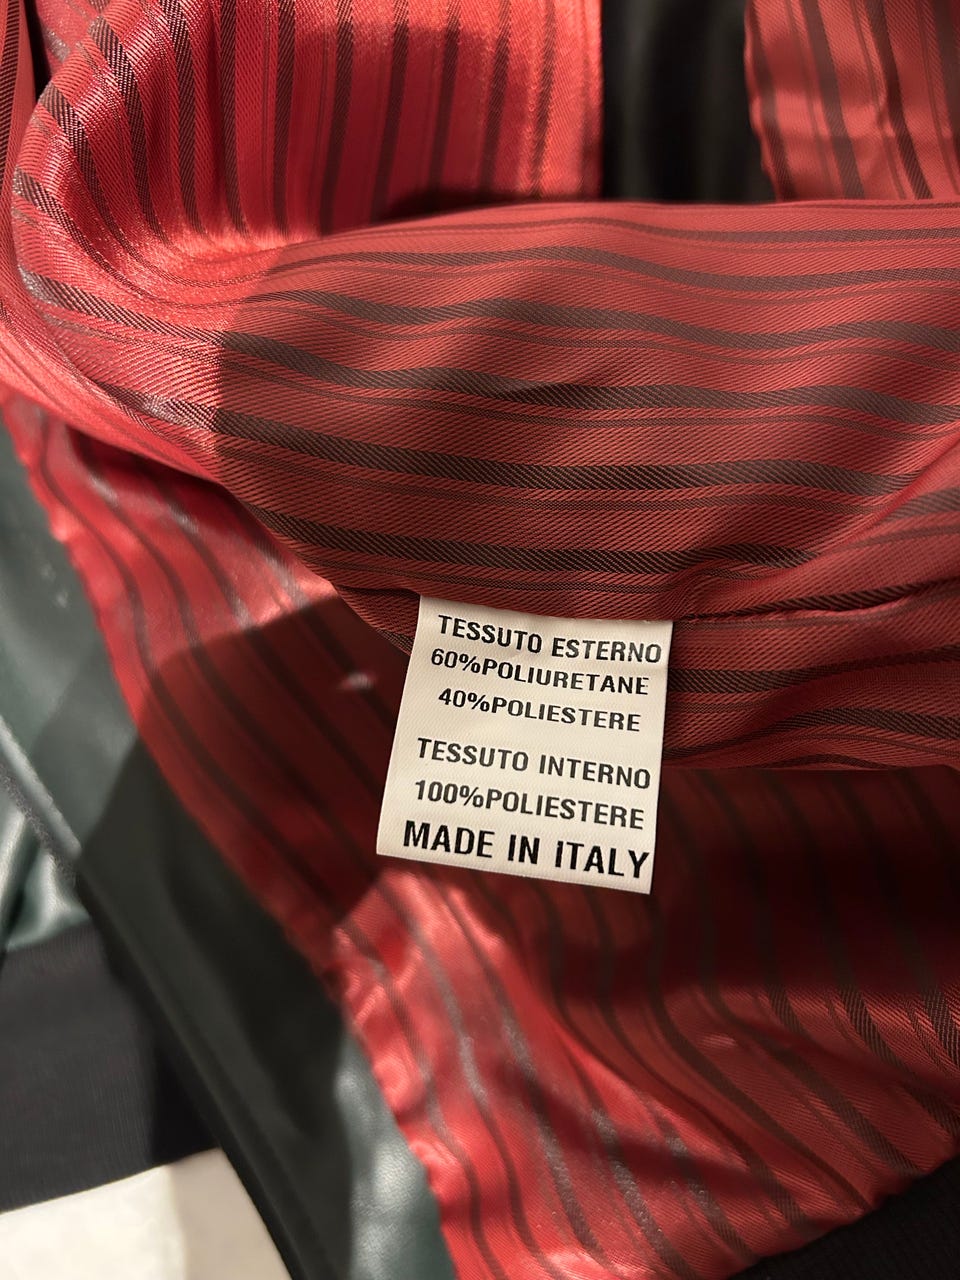 TESSUTO ESTERNO
60%POLIURETANE
40%POLIESTERE
TESSUTO INTERNO
100%POLIESTERE
MADE IN ITALY